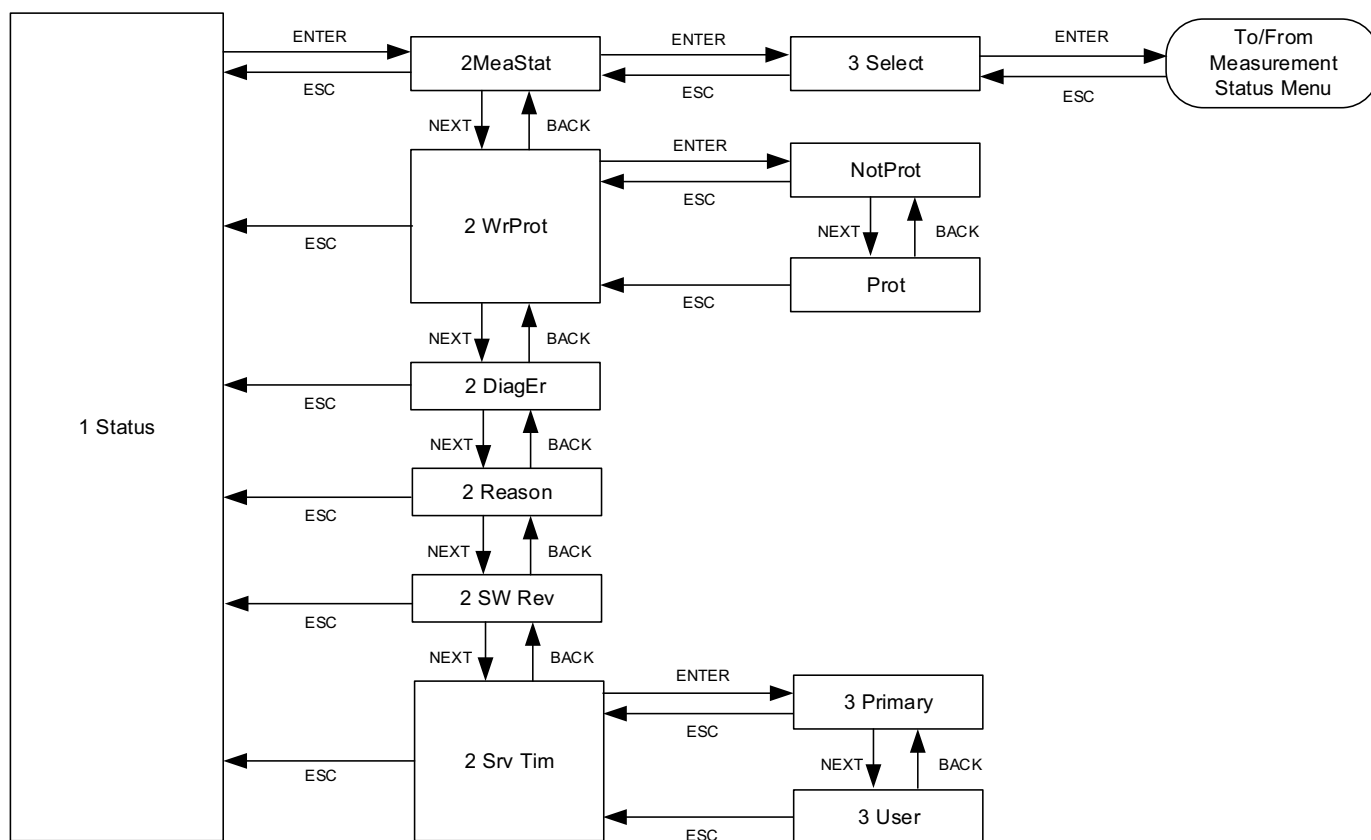 ENTER
2MeaStat
ENTER
3 Select
ENTER
To/From
Measurement
Status Menu
ESC
ESC
ESC
NEXT
BACK
ENTER
NotProt
ESC
2 WrProt
NEXT
BACK
ESC
ESC
Prot
NEXT
BACK
2 DiagEr
ESC
1 Status
NEXT
BACK
2 Reason
ESC
NEXT
BACK
2 SW Rev
ESC
NEXT
BACK
ENTER
3 Primary
ESC
2 Srv Tim
ESC
NEXT
BACK
3 User
ESC